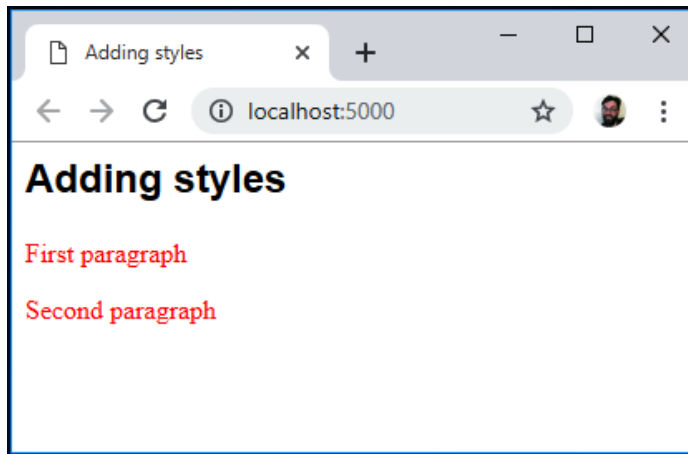 Adding styles
localhost:5000
Adding styles
First paragraph
Second paragraph